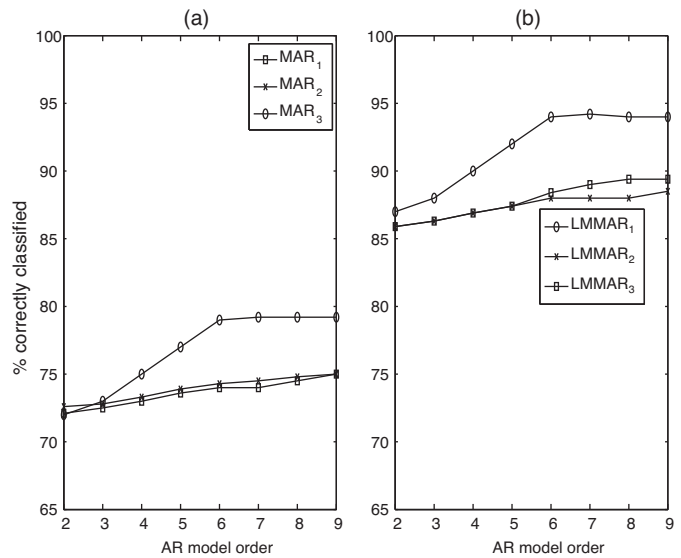 (a)
100
95
90
85
80
75
70
65
% correctly classified
2 3 4 5 6 7 8 9
AR model order
MAR1
MAR2
MAR3
(b)
100
95
90
85
80
75
70
65
2 3 4 5 6 7 8 9
AR model order
LMMAR1
LMMAR2
LMMAR3